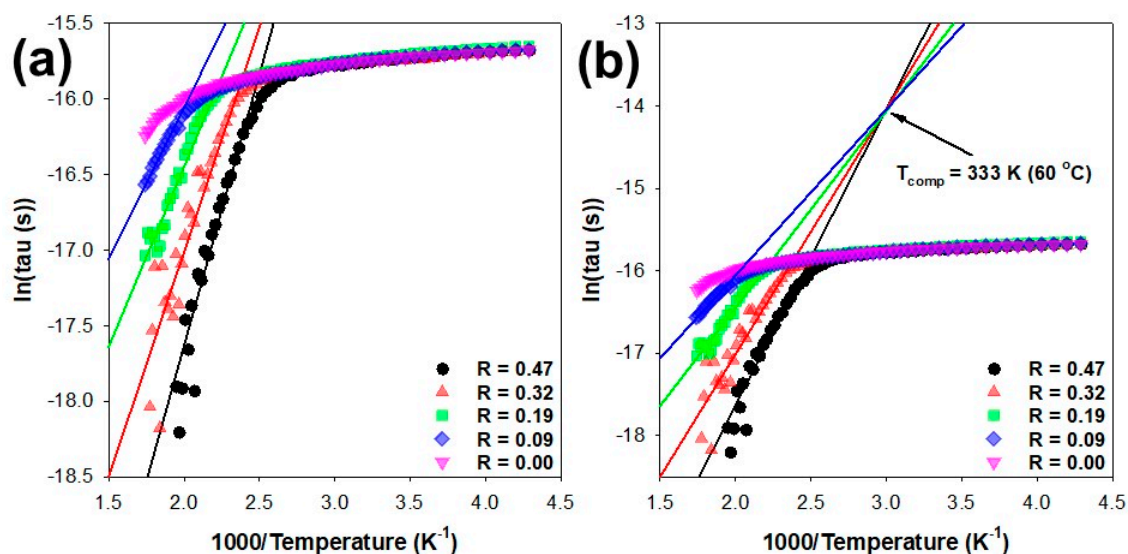 (a)
-15.5
-16.0
-16.5
-17.0
-17.5
-18.0
-18.5
ln(tau (s))
1.5 2.0 2.5 3.0 3.5 4.0 4.5
1000/Temperature (K-1)
R = 0.47
R = 0.32
R = 0.19
R = 0.09
R = 0.00
(b)
-13
-14
-15
-16
-17
-18
ln(tau (s))
1.5 2.0 2.5 3.0 3.5 4.0 4.5
1000/Temperature (K-1)
Tcomp = 333 K (60 oC)
R = 0.47
R = 0.32
R = 0.19
R = 0.09
R = 0.00